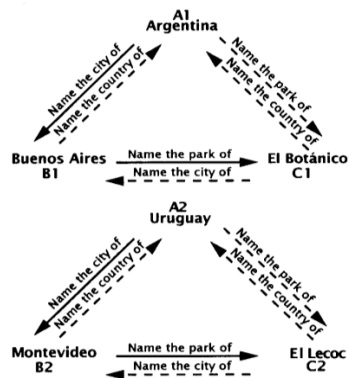 A1
Argentina
Name the city of
Name the country of
Name the park of
Name the country of
Buenos Aires
B1
Name the park of
Name the city of
El Botánico
C1
A2
Uruguay
Name the city of
Name the country of
Name the park of
Name the country of
Montevideo
B2
Name the park of
Name the city of
El Lecoc
C2